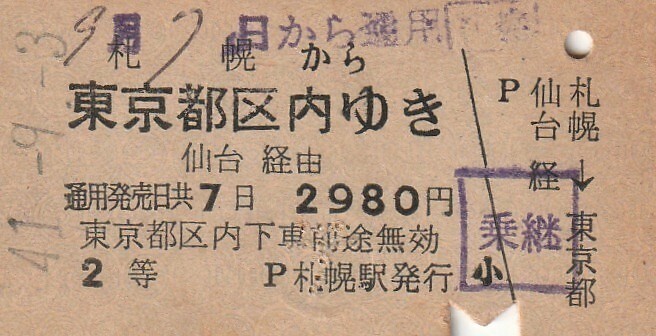 9月7日から通用
札幌から
東京都区内ゆき
仙台経由
通用発売日共7日 2980円
東京都区内下車前途無効
2等 P札幌駅発行
小
乗継
P
札幌→東京都
仙台経
41.-9.-3